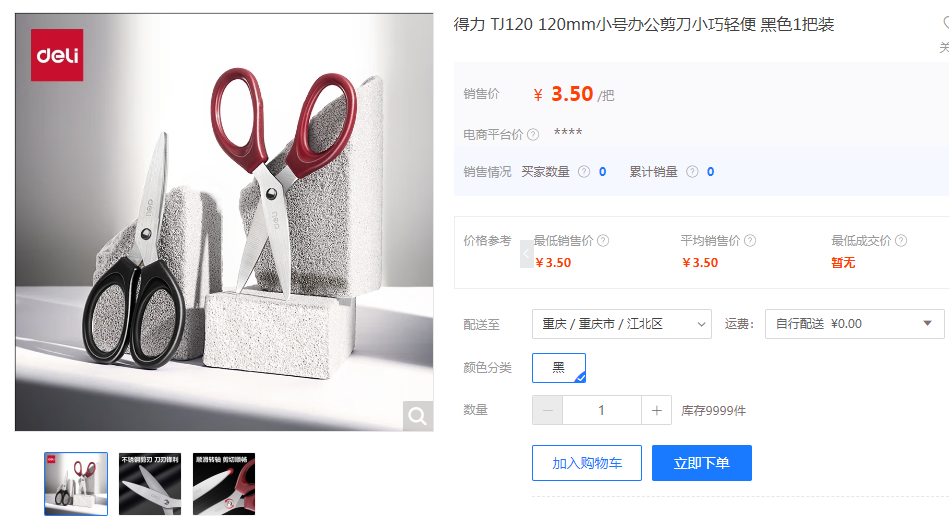 deli
得力 TJ120 120mm小号办公剪刀小巧轻便 黑色1把装
关
销售价 ￥ 3.50 /把
电商平台价 ? ****
销售情况 买家数量 ? 0 累计销量 ? 0
价格参考 最低销售价 ? 平均销售价 ? 最低成交价 ?
￥3.50 ￥3.50 暂无
配送至 重庆 / 重庆市 / 江北区 运费： 自行配送 ¥0.00
颜色分类 黑
数量 － 1 + 库存9999件
加入购物车 立即下单
deli
不锈钢剪刃 刀刃锋利
顺滑转轴 剪切顺畅